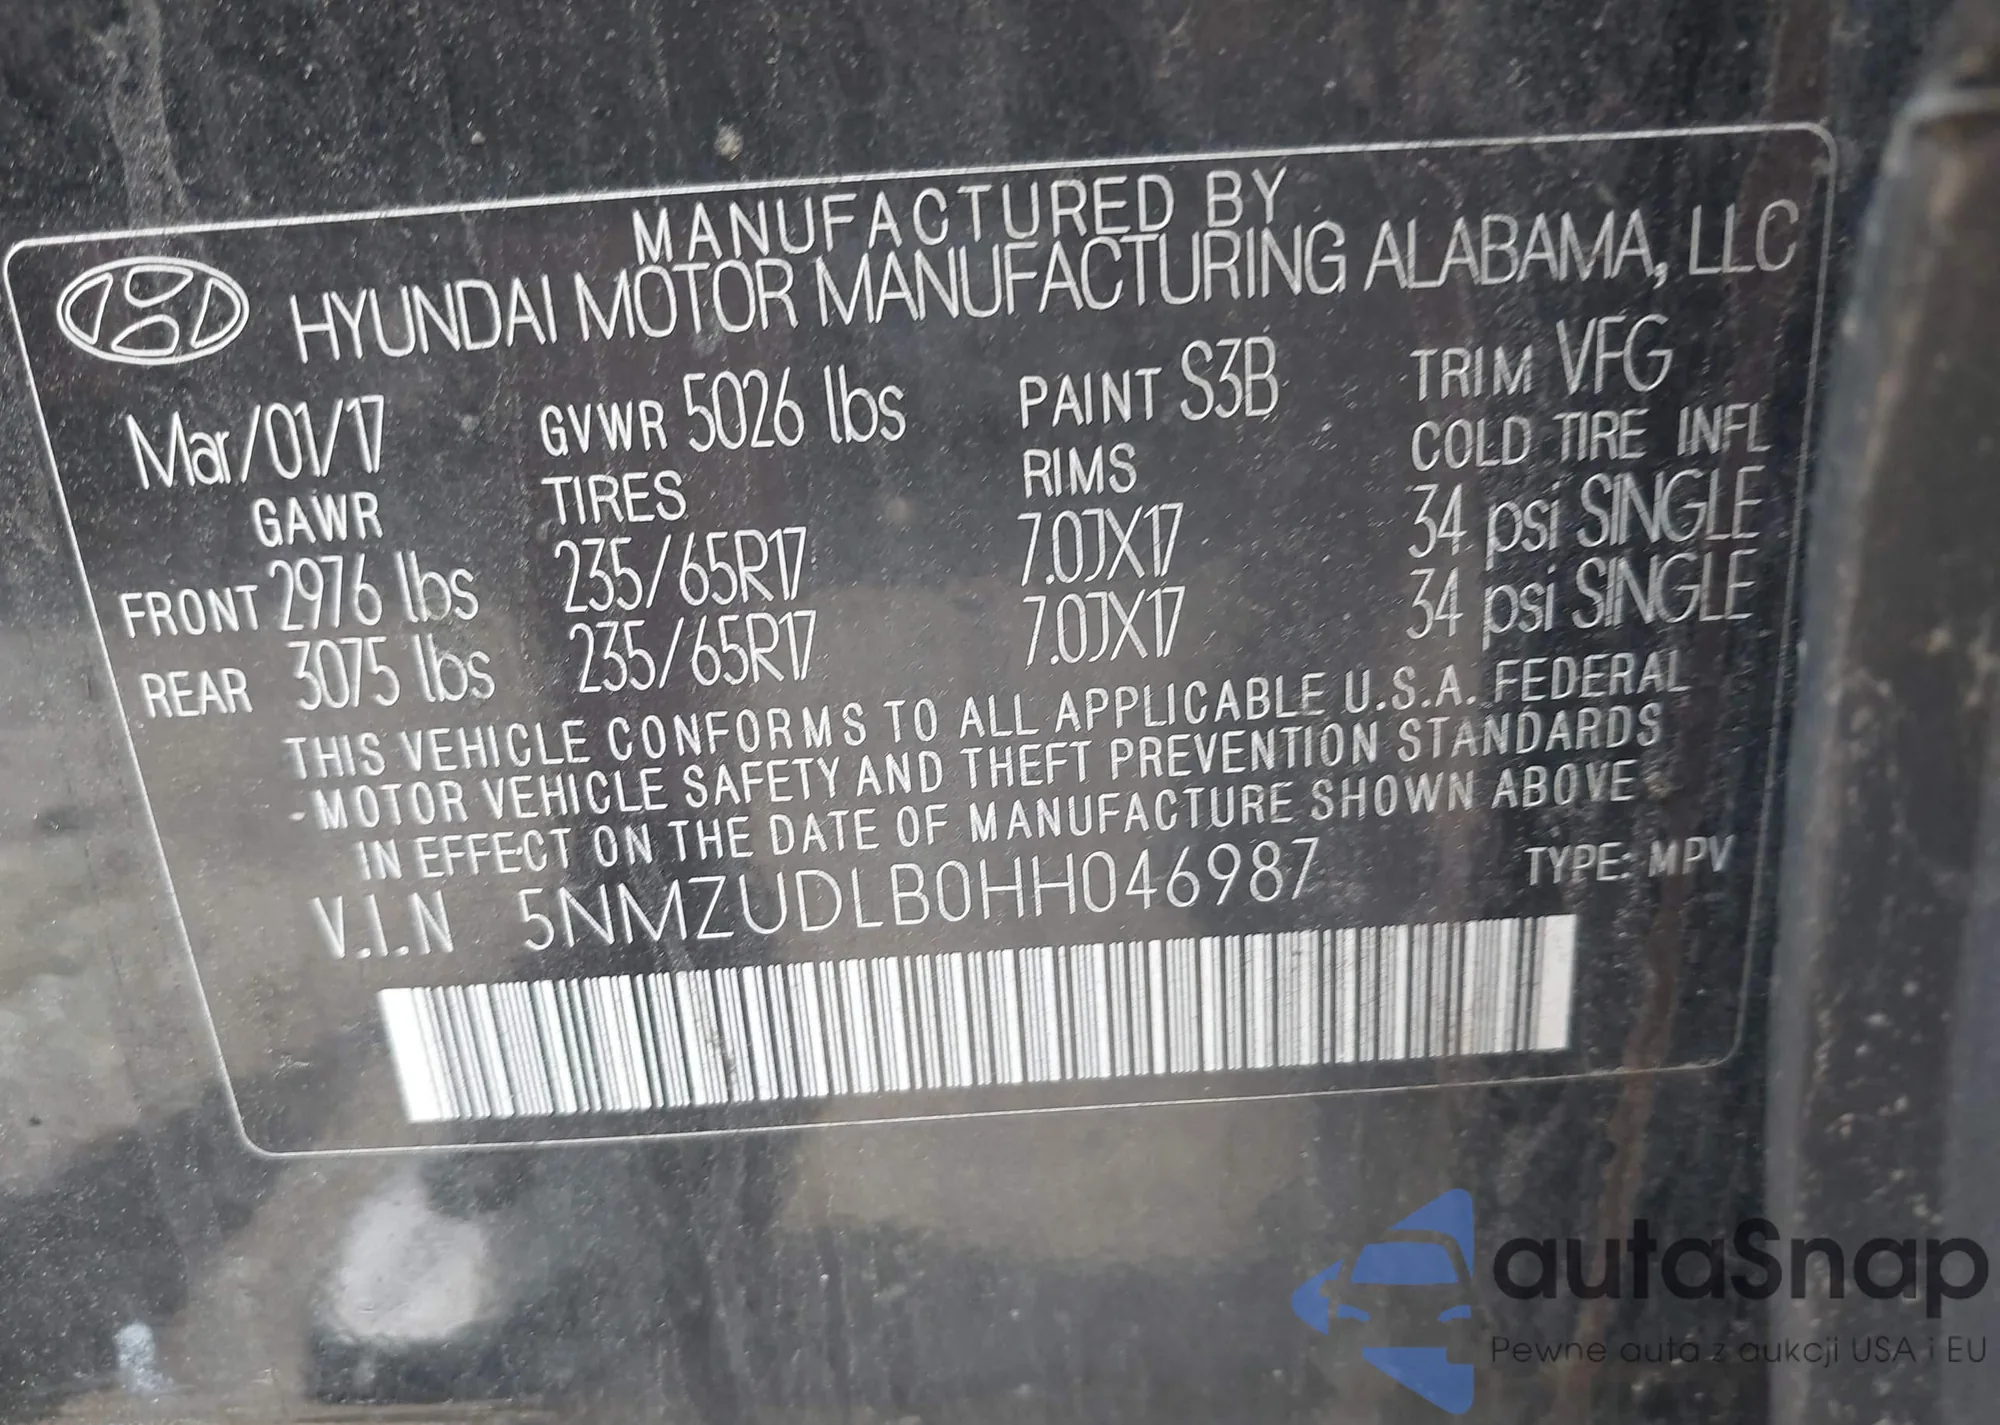 MANUFACTURED BY
HYUNDAI MOTOR MANUFACTURING ALABAMA, LLC
Mar/01/17 GVWR 5026 lbs PAINT S3B TRIM VFG
GAWR TIRES RIMS COLD TIRE INFL
FRONT 2976 lbs 235/65R17 7.0JX17 34 psi SINGLE
REAR 3075 lbs 235/65R17 7.0JX17 34 psi SINGLE
THIS VEHICLE CONFORMS TO ALL APPLICABLE U.S.A. FEDERAL
MOTOR VEHICLE SAFETY AND THEFT PREVENTION STANDARDS
IN EFFECT ON THE DATE OF MANUFACTURE SHOWN ABOVE
V.I.N 5NMZUDLB0HH046987 TYPE: MPV
autaSnap
Pewne auta z aukcji USA i EU